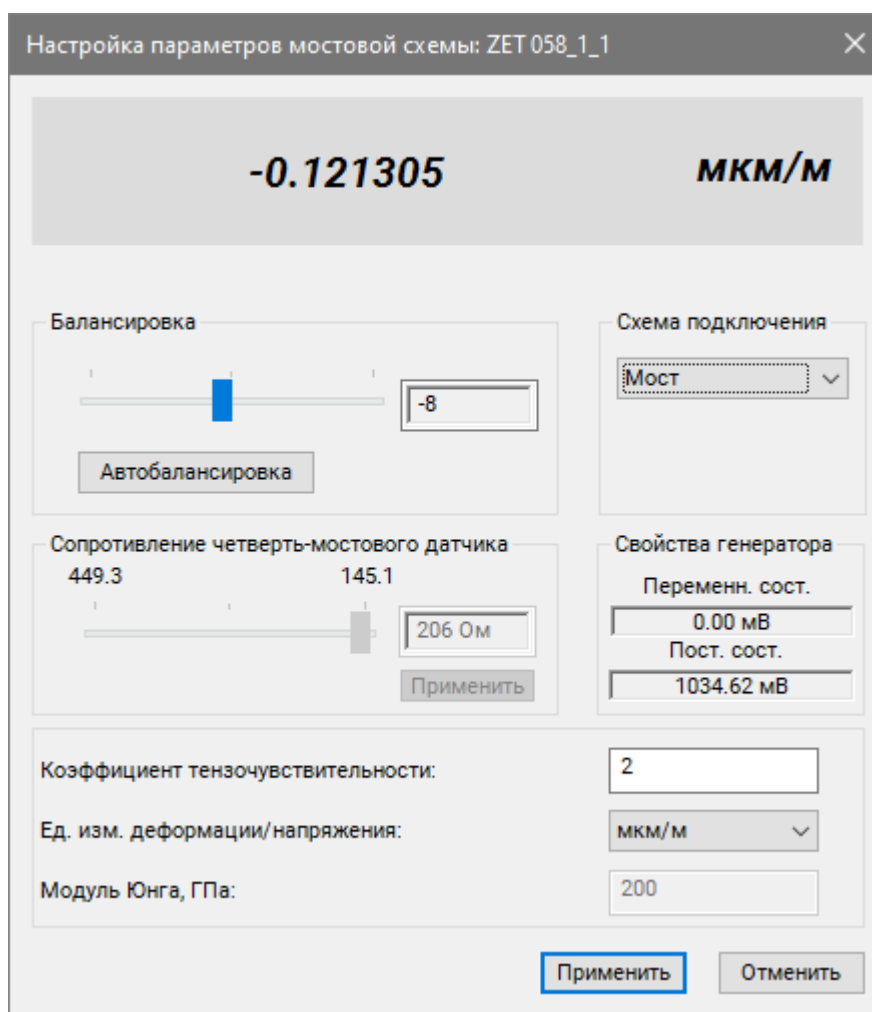 Настройка параметров мостовой схемы: ZET 058_1_1
-0.121305 мкм/м
Балансировка
-8
Автобалансировка
Схема подключения
Мост
Сопротивление четверть-мостового датчика
449.3 145.1
206 Ом
Применить
Свойства генератора
Переменн. сост.
0.00 мВ
Пост. сост.
1034.62 мВ
Коэффициент тензочувствительности: 2
Ед. изм. деформации/напряжения: мкм/м
Модуль Юнга, ГПа: 200
Применить Отменить